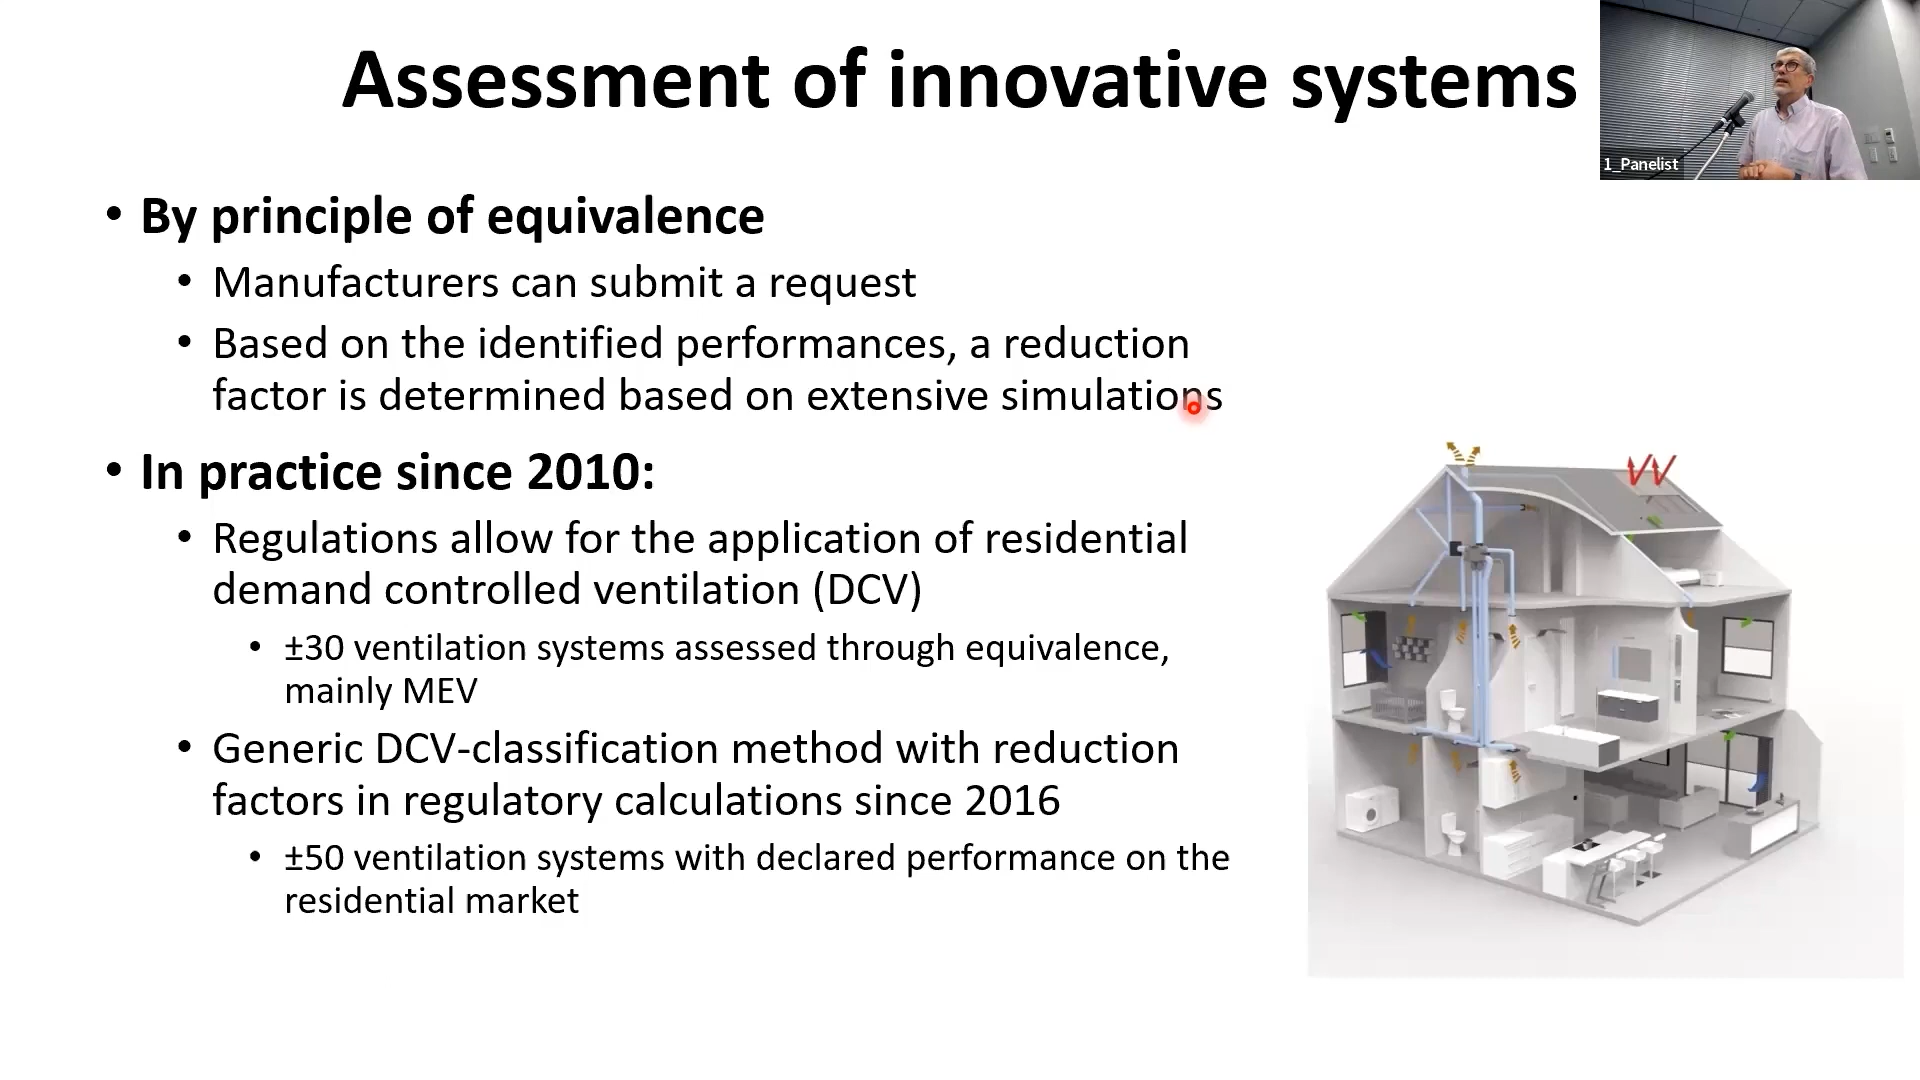 Assessment of innovative systems
1_Panelist
• By principle of equivalence
• Manufacturers can submit a request
• Based on the identified performances, a reduction
factor is determined based on extensive simulations
• In practice since 2010:
• Regulations allow for the application of residential
demand controlled ventilation (DCV)
• ±30 ventilation systems assessed through equivalence,
mainly MEV
• Generic DCV-classification method with reduction
factors in regulatory calculations since 2016
• ±50 ventilation systems with declared performance on the
residential market